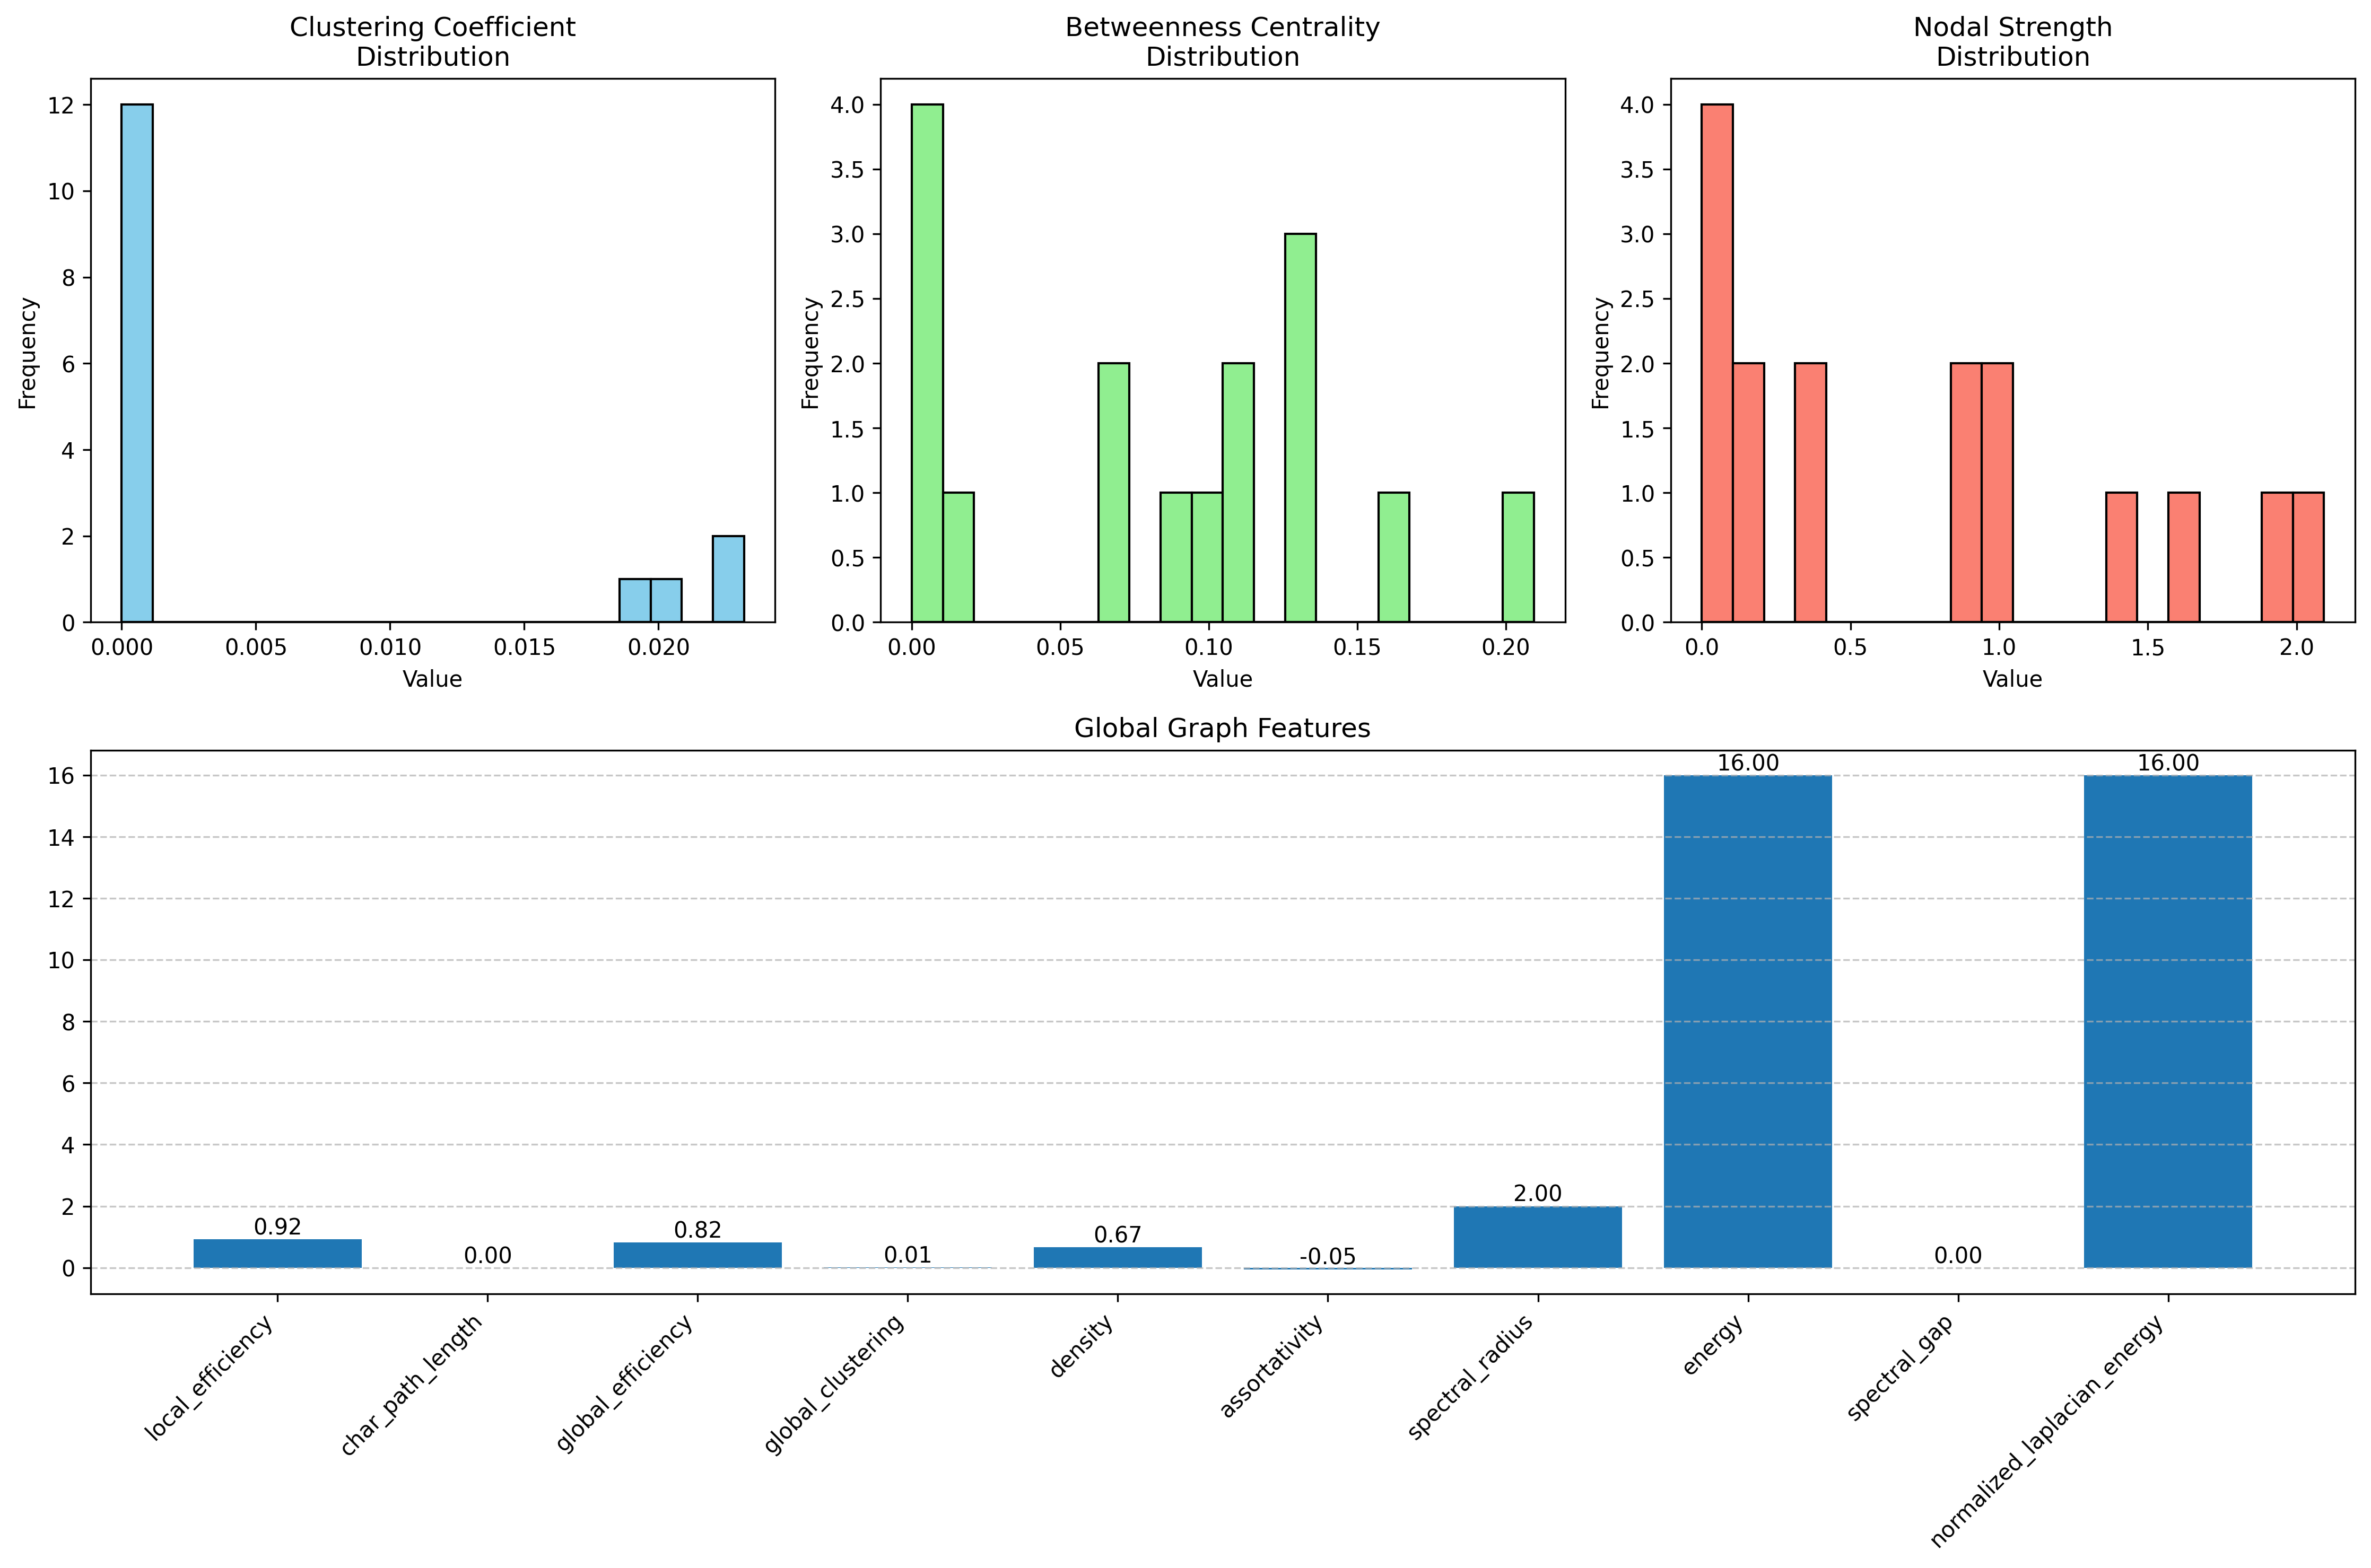 Clustering Coefficient
Distribution
Frequency
12
10
8
6
4
2
0
0.000 0.005 0.010 0.015 0.020
Value
Betweenness Centrality
Distribution
Frequency
4.0
3.5
3.0
2.5
2.0
1.5
1.0
0.5
0.0
0.00 0.05 0.10 0.15 0.20
Value
Nodal Strength
Distribution
Frequency
4.0
3.5
3.0
2.5
2.0
1.5
1.0
0.5
0.0
0.0 0.5 1.0 1.5 2.0
Value
Global Graph Features
16
14
12
10
8
6
4
2
0
0.92 0.00 0.82 0.01 0.67 -0.05 2.00 16.00 0.00 16.00
local_efficiency
char_path_length
global_efficiency
global_clustering
density
assortativity
spectral_radius
energy
spectral_gap
normalized_laplacian_energy